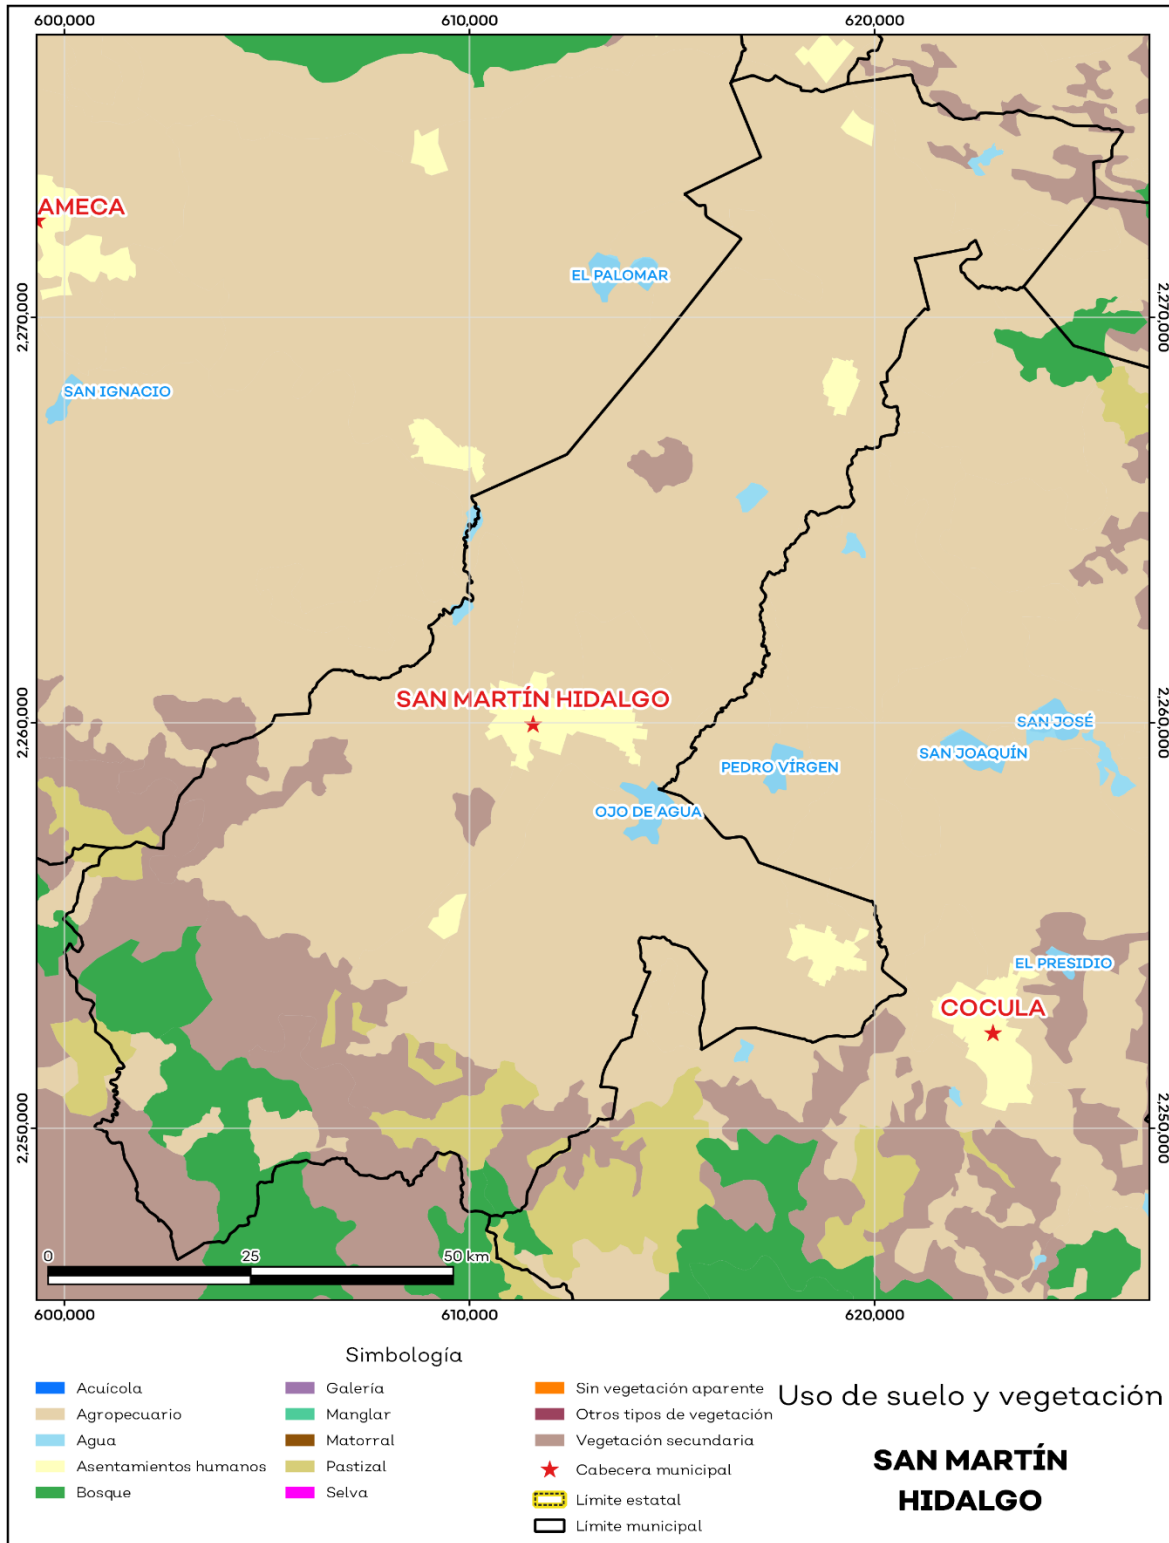 600,000
610,000
620,000
AMECA
EL PALOMAR
2,270,000
2,270,000
SAN IGNACIO
SAN MARTÍN HIDALGO
2,260,000
2,260,000
SAN JOSÉ
SAN JOAQUÍN
PEDRO VÍRGEN
OJO DE AGUA
EL PRESIDIO
COCULA
2,250,000
2,250,000
0 25 50 km
600,000
610,000
620,000
Simbología
Acuícola
Agropecuario
Agua
Asentamientos humanos
Bosque
Galería
Manglar
Matorral
Pastizal
Selva
Sin vegetación aparente
Otros tipos de vegetación
Vegetación secundaria
Cabecera municipal
Límite estatal
Límite municipal
Uso de suelo y vegetación
SAN MARTÍN
HIDALGO